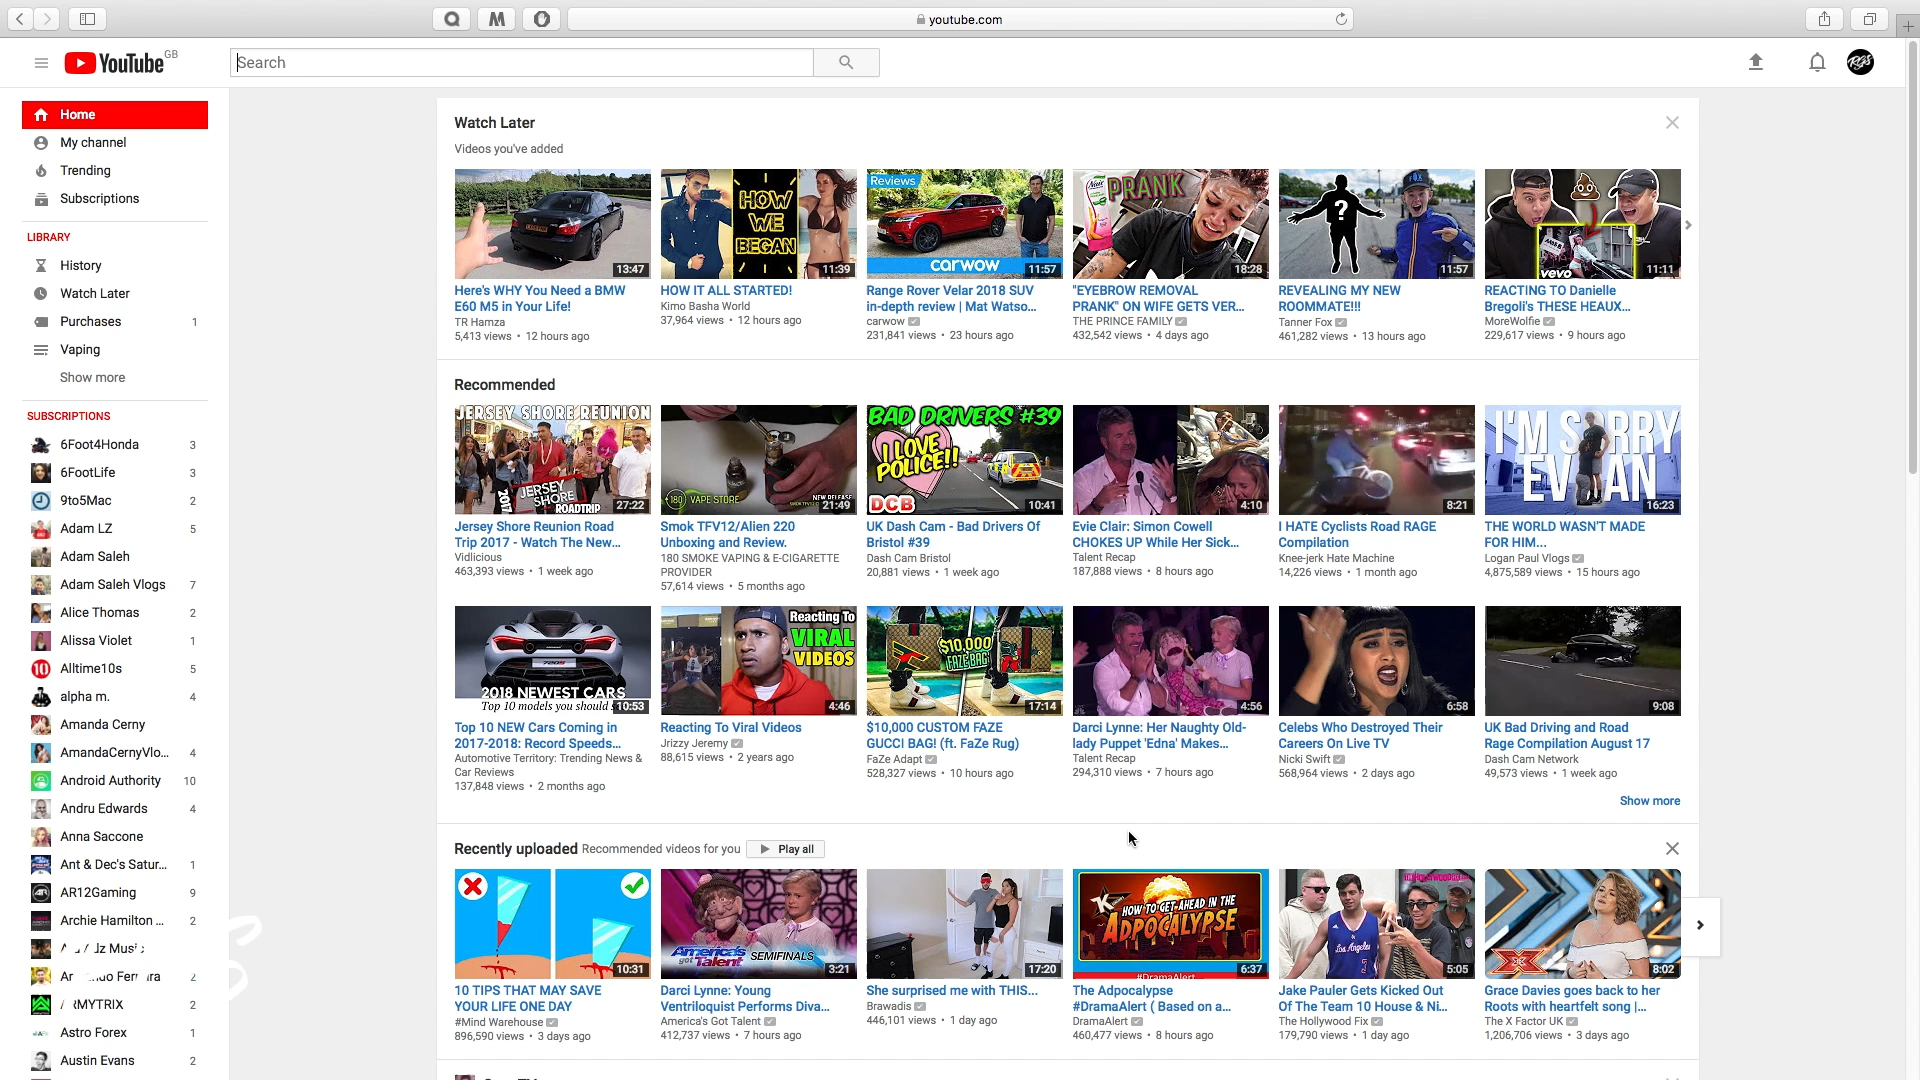 youtube.com
YouTube GB
Search
Home
My channel
Trending
Subscriptions
LIBRARY
History
Watch Later
Purchases 1
Vaping
Show more
SUBSCRIPTIONS
6Foot4Honda 3
6FootLife 3
9to5Mac 2
Adam LZ 5
Adam Saleh
Adam Saleh Vlogs 7
Alice Thomas 2
Alissa Violet 1
Alltime10s 5
alpha m. 4
Amanda Cerny
AmandaCernyVlo... 4
Android Authority 10
Andru Edwards 4
Anna Saccone
Ant & Dec's Satur... 1
AR12Gaming 9
Archie Hamilton ... 2
2
2
Astro Forex 1
Austin Evans 2
Watch Later
Videos you've added
13:47
HOW WE BEGAN
11:39
Reviews
carwow
11:57
PRANK
18:28
?
11:57
vevo
11:11
Here's WHY You Need a BMW
E60 M5 in Your Life!
TR Hamza
5,413 views • 12 hours ago
HOW IT ALL STARTED!
Kimo Basha World
37,964 views • 12 hours ago
Range Rover Velar 2018 SUV
in-depth review | Mat Watso...
carwow
231,841 views • 23 hours ago
"EYEBROW REMOVAL
PRANK" ON WIFE GETS VER...
THE PRINCE FAMILY
432,542 views • 4 days ago
REVEALING MY NEW
ROOMMATE!!!
Tanner Fox
461,282 views • 13 hours ago
REACTING TO Danielle
Bregoli's THESE HEAUX...
MoreWolfie
229,617 views • 9 hours ago
Recommended
JERSEY SHORE REUNION
2017 JERSEY SHORE ROADTRIP
27:22
180 VAPE STORE
NEW RELEASE
21:49
BAD DRIVERS #39
I LOVE POLICE!!
DCB
10:41
4:10
8:21
I'M SORRY
EVAN
16:23
Jersey Shore Reunion Road
Trip 2017 - Watch The New...
Vidlicious
463,393 views • 1 week ago
Smok TFV12/Alien 220
Unboxing and Review.
180 SMOKE VAPING & E-CIGARETTE
PROVIDER
57,614 views • 5 months ago
UK Dash Cam - Bad Drivers Of
Bristol #39
Dash Cam Bristol
20,881 views • 1 week ago
Evie Clair: Simon Cowell
CHOKES UP While Her Sick...
Talent Recap
187,888 views • 8 hours ago
I HATE Cyclists Road RAGE
Compilation
Knee-jerk Hate Machine
14,226 views • 1 month ago
THE WORLD WASN'T MADE
FOR HIM...
Logan Paul Vlogs
4,875,589 views • 15 hours ago
720S
2018 NEWEST CARS
Top 10 models you should
10:53
Reacting To
VIRAL
VIDEOS
4:46
$10,000
FAZE BAG!
17:14
4:56
6:58
9:08
Top 10 NEW Cars Coming in
2017-2018: Record Speeds...
Automotive Territory: Trending News &
Car Reviews
137,848 views • 2 months ago
Reacting To Viral Videos
Jrizzy Jeremy
88,615 views • 2 years ago
$10,000 CUSTOM FAZE
GUCCI BAG! (ft. FaZe Rug)
FaZe Adapt
528,327 views • 10 hours ago
Darci Lynne: Her Naughty Old-
lady Puppet 'Edna' Makes...
Talent Recap
294,310 views • 7 hours ago
Celebs Who Destroyed Their
Careers On Live TV
Nicki Swift
568,964 views • 2 days ago
UK Bad Driving and Road
Rage Compilation August 17
Dash Cam Network
49,573 views • 1 week ago
Show more
Recently uploaded Recommended videos for you Play all
10:31
America's got Talent SEMIFINALS
3:21
17:20
K HOW TO GET AHEAD IN THE
ADPOCALYPSE
#DramaAlert
6:37
Los Angeles
5:05
X
8:02
10 TIPS THAT MAY SAVE
YOUR LIFE ONE DAY
#Mind Warehouse
896,590 views • 3 days ago
Darci Lynne: Young
Ventriloquist Performs Diva...
America's Got Talent
412,737 views • 7 hours ago
She surprised me with THIS...
Brawadis
446,101 views • 1 day ago
The Adpocalypse
#DramaAlert ( Based on a...
DramaAlert
460,477 views • 8 hours ago
Jake Pauler Gets Kicked Out
Of The Team 10 House & Ni...
The Hollywood Fix
179,790 views • 1 day ago
Grace Davies goes back to her
Roots with heartfelt song |...
The X Factor UK
1,206,706 views • 3 days ago